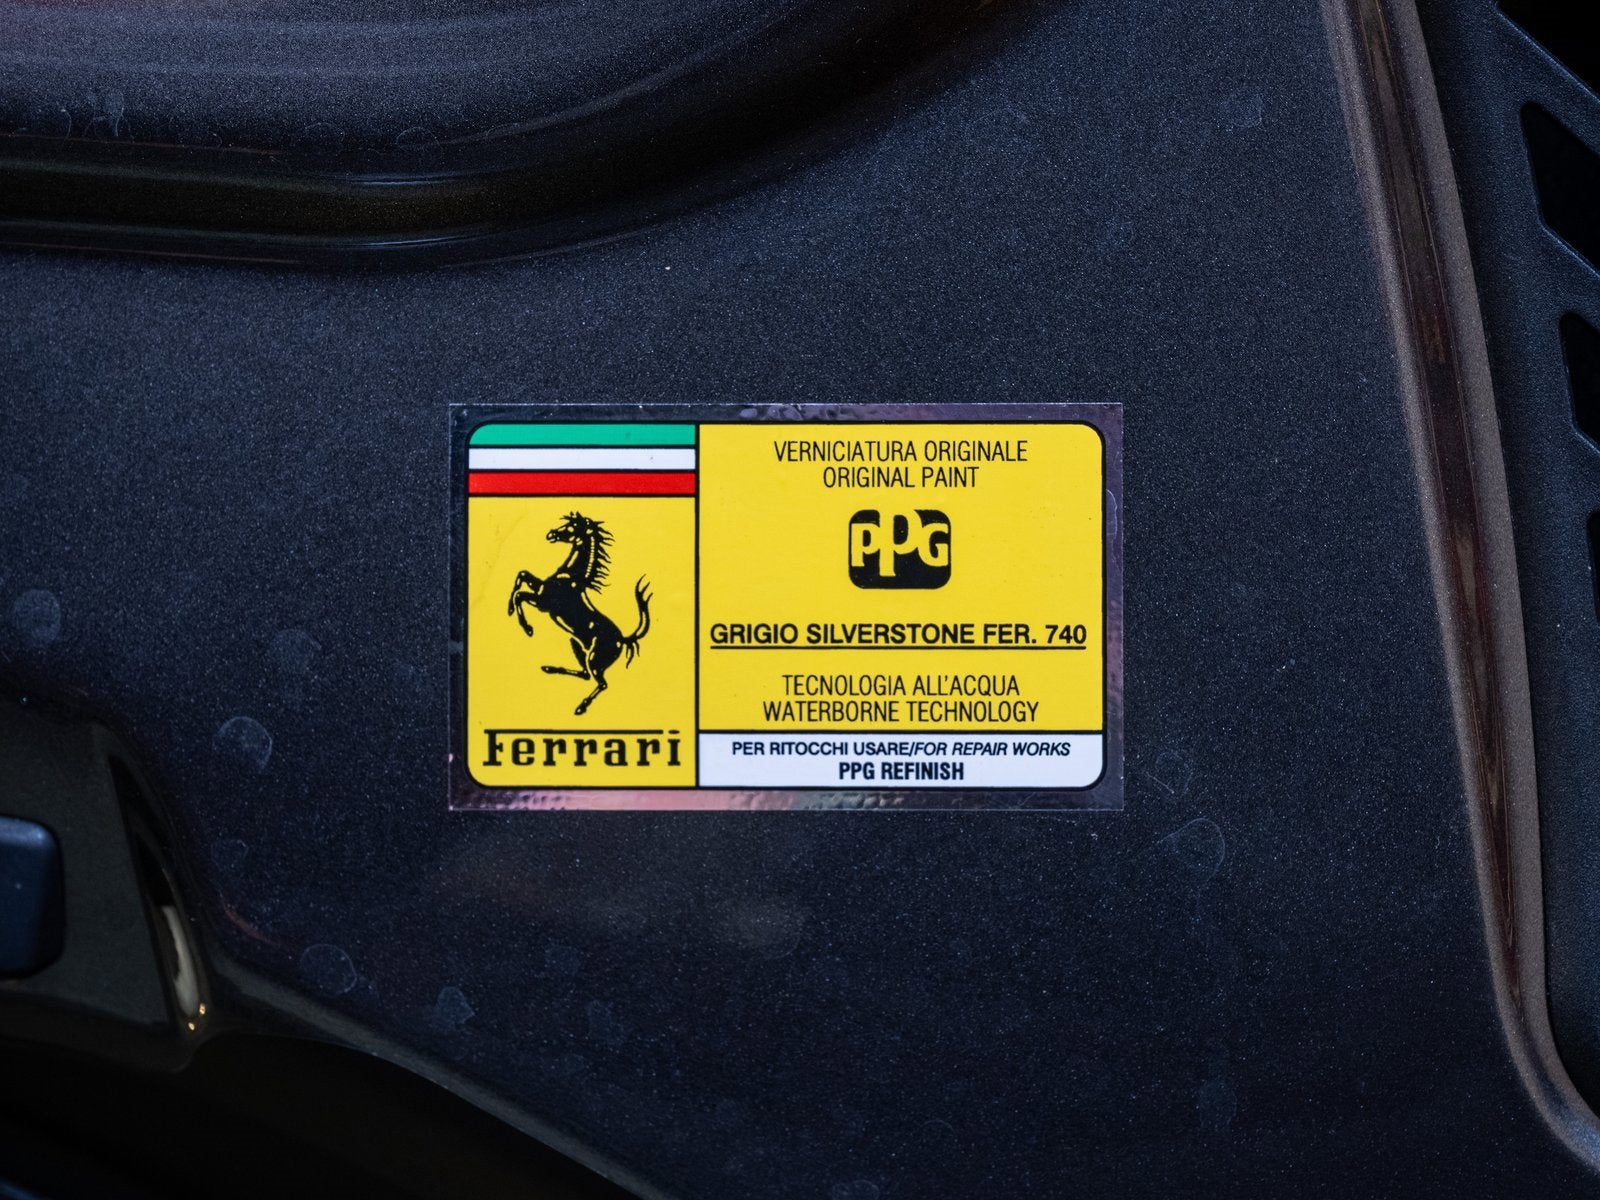 Ferrari
VERNICIATURA ORIGINALE
ORIGINAL PAINT
PPG
GRIGIO SILVERSTONE FER. 740
TECNOLOGIA ALL'ACQUA
WATERBORNE TECHNOLOGY
PER RITOCCHI USARE/FOR REPAIR WORKS
PPG REFINISH